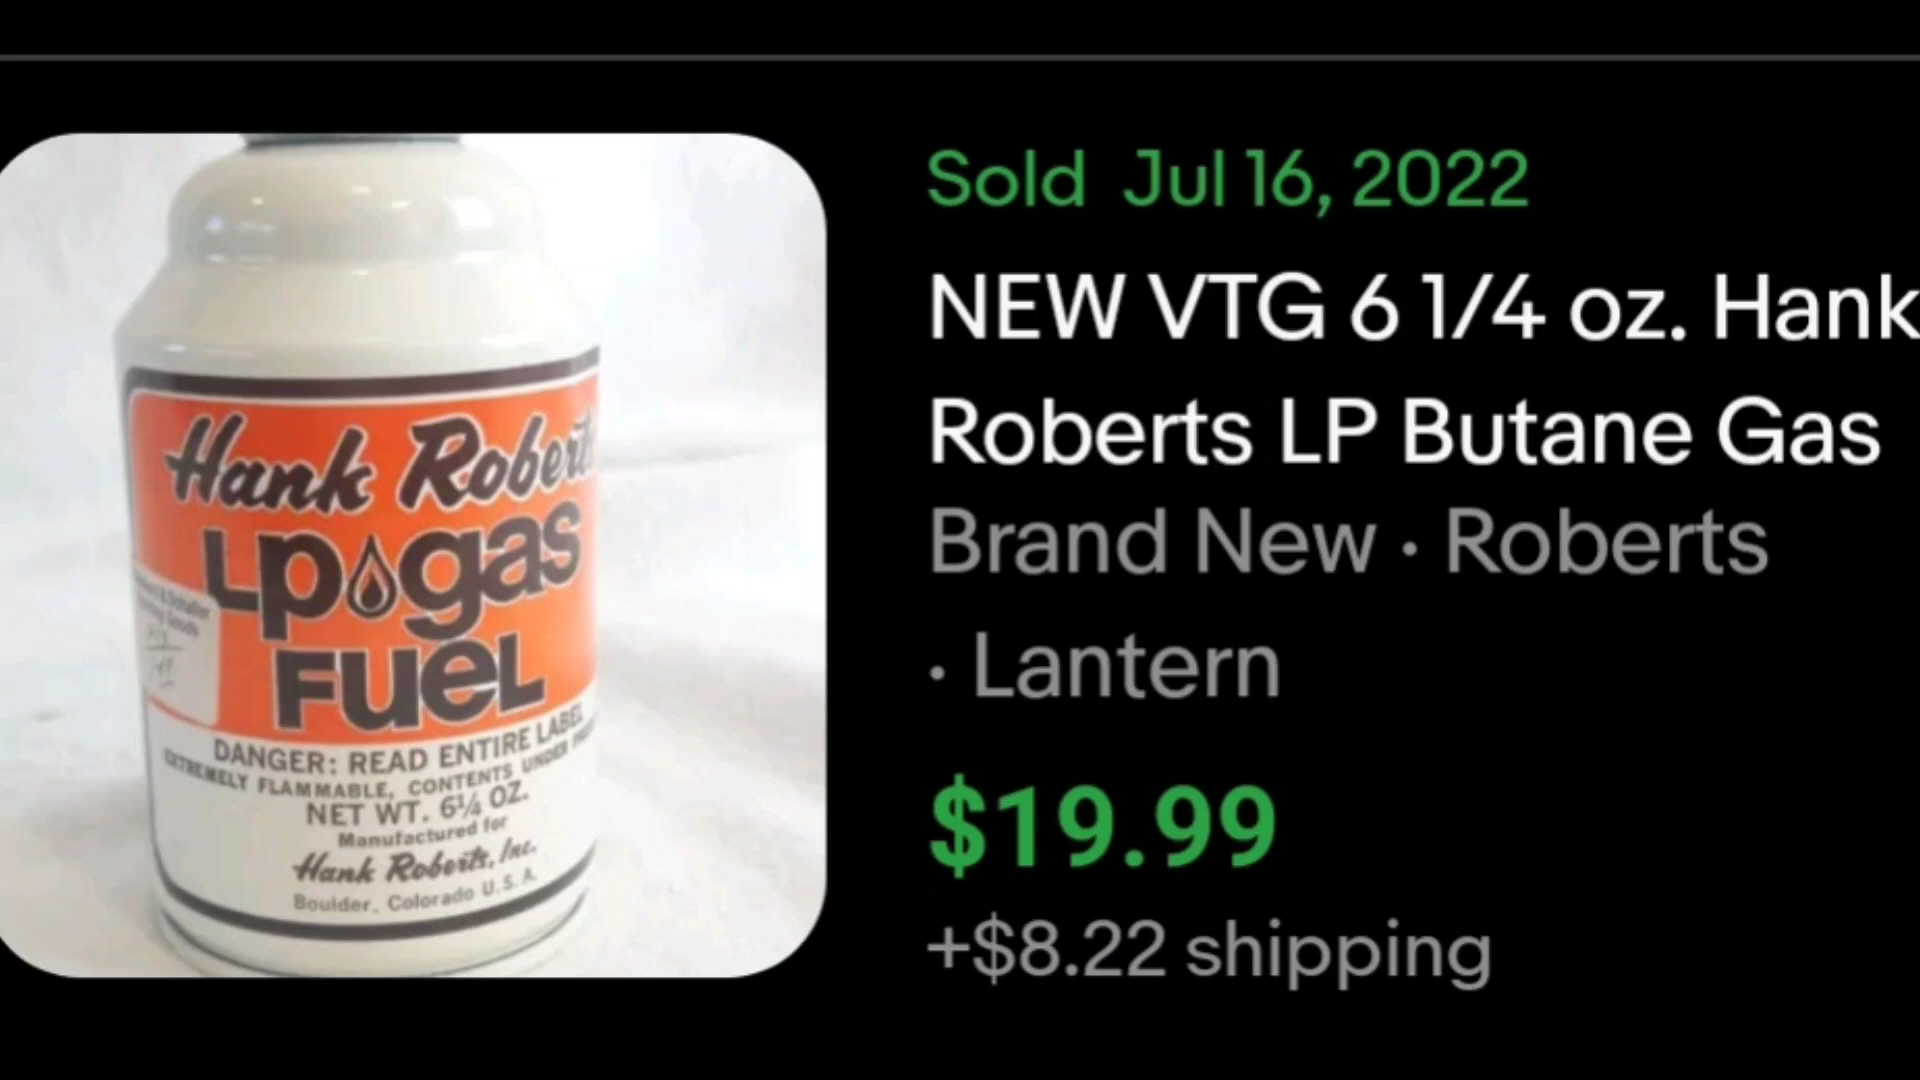 Sold Jul 16, 2022
NEW VTG 6 1/4 oz. Hank
Roberts LP Butane Gas
Brand New · Roberts
· Lantern
$19.99
+$8.22 shipping
Hank Roberts
LP gas
FUEL
DANGER: READ ENTIRE LABEL
EXTREMELY FLAMMABLE, CONTENTS UNDER
NET WT. 6¼ OZ.
Manufactured for
Hank Roberts, Inc.
Boulder, Colorado U.S.A.